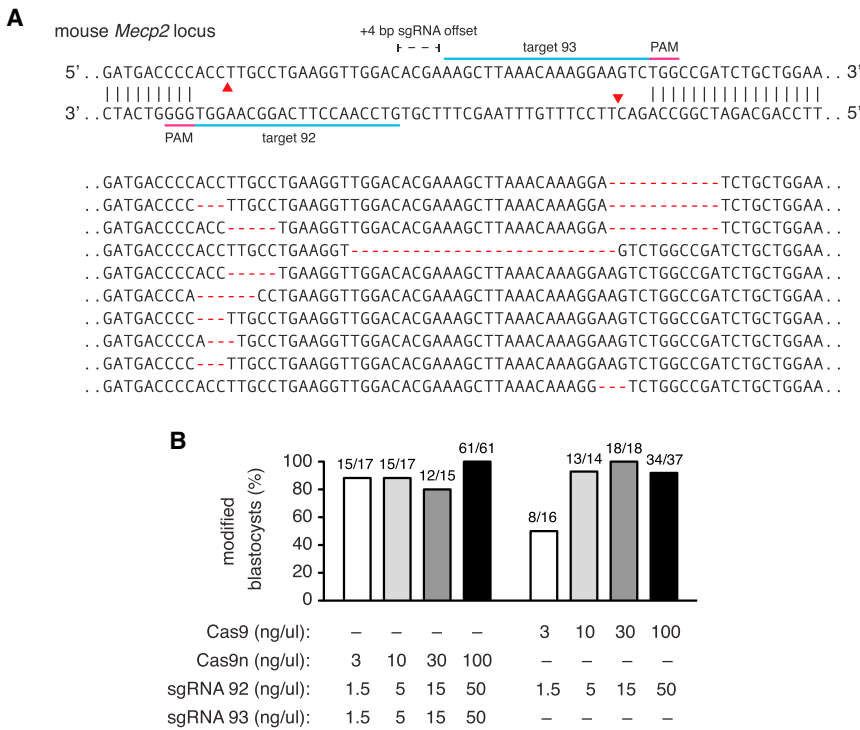 A
mouse Mecp2 locus
+4 bp sgRNA offset
target 93
PAM
5’..GATGACCCCACCTTGCCTGAAGGTTGGACACGAAAGCTTAAACAAAGGAAGTCTGGCCGATCTGCTGGAA..3’
3’..CTACTGGGGTGGAACGGACTTCCAACCTGTGCTTTCGAATTTGTTTCCTTCAGACCGGCTAGACGACCTT..5’
PAM
target 92
..GATGACCCCACCTTGCCTGAAGGTTGGACACGAAAGCTTAAACAAAGGA-----------TCTGCTGGAA..
..GATGACCCC---TTGCCTGAAGGTTGGACACGAAAGCTTAAACAAAGGA-----------TCTGCTGGAA..
..GATGACCCCACC-----TGAAGGTTGGACACGAAAGCTTAAACAAAGGA-----------TCTGCTGGAA..
..GATGACCCCACCTTGCCTGAAGGT--------------------------GTCTGGCCGATCTGCTGGAA..
..GATGACCCCACC-----TGAAGGTTGGACACGAAAGCTTAAACAAAGGAAGTCTGGCCGATCTGCTGGAA..
..GATGACCCA------CCTGAAGGTTGGACACGAAAGCTTAAACAAAGGAAGTCTGGCCGATCTGCTGGAA..
..GATGACCCC---TTGCCTGAAGGTTGGACACGAAAGCTTAAACAAAGGAAGTCTGGCCGATCTGCTGGAA..
..GATGACCCCA---TGCCTGAAGGTTGGACACGAAAGCTTAAACAAAGGAAGTCTGGCCGATCTGCTGGAA..
..GATGACCCC---TTGCCTGAAGGTTGGACACGAAAGCTTAAACAAAGGAAGTCTGGCCGATCTGCTGGAA..
..GATGACCCCACCTTGCCTGAAGGTTGGACACGAAAGCTTAAACAAAGG---TCTGGCCGATCTGCTGGAA..
B
modified
blastocysts (%)
100
80
60
40
20
0
15/17 15/17 12/15 61/61 8/16 13/14 18/18 34/37
Cas9 (ng/ul): – – – – 3 10 30 100
Cas9n (ng/ul): 3 10 30 100 – – – –
sgRNA 92 (ng/ul): 1.5 5 15 50 1.5 5 15 50
sgRNA 93 (ng/ul): 1.5 5 15 50 – – – –